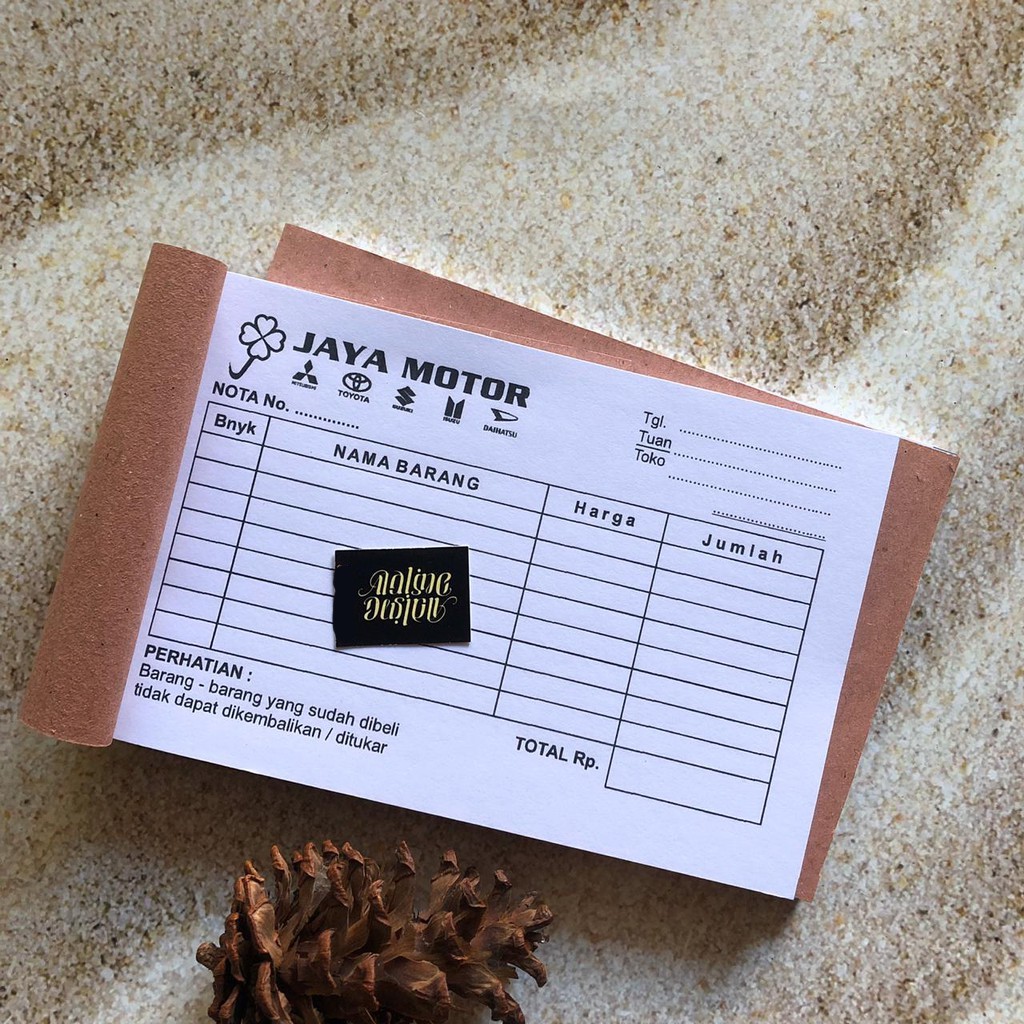 JAYA MOTOR
MITSUBISHI TOYOTA SUZUKI ISUZU DAIHATSU
NOTA No. ..............
Tgl. ....................................
Tuan ....................................
Toko ....................................
Bnyk NAMA BARANG Harga Jumlah
PERHATIAN :
Barang - barang yang sudah dibeli
tidak dapat dikembalikan / ditukar
TOTAL Rp.